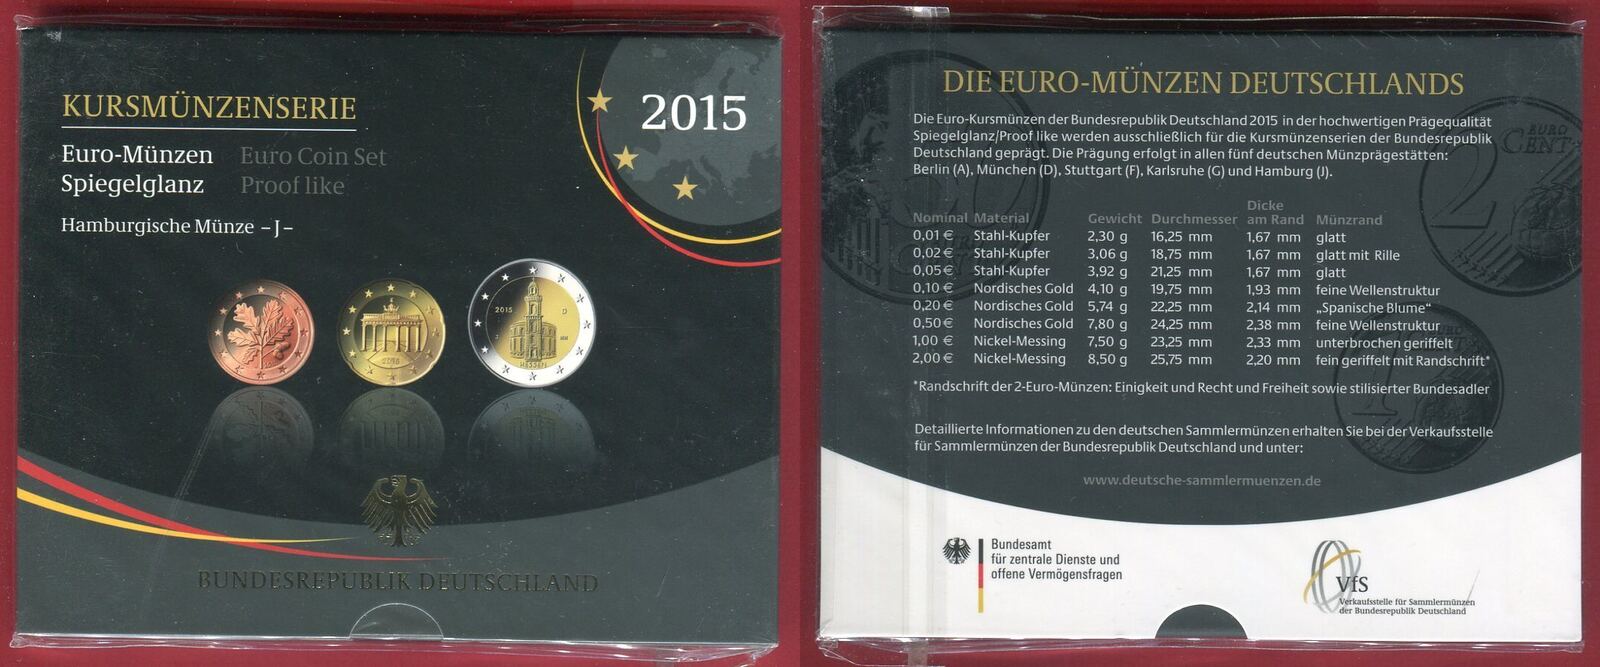 KURSMÜNZENSERIE
2015
Euro-Münzen Euro Coin Set
Spiegelglanz Proof like
Hamburgische Münze – J –
2015 D
HESSEN
BUNDESREPUBLIK DEUTSCHLAND
DIE EURO-MÜNZEN DEUTSCHLANDS
Die Euro-Kursmünzen der Bundesrepublik Deutschland 2015 in der hochwertigen Prägequalität
Spiegelglanz/Proof like werden ausschließlich für die Kursmünzenserien der Bundesrepublik
Deutschland geprägt. Die Prägung erfolgt in allen fünf deutschen Münzprägestätten:
Berlin (A), München (D), Stuttgart (F), Karlsruhe (G) und Hamburg (J).
Dicke
Nominal Material Gewicht Durchmesser am Rand Münzrand
0,01 € Stahl-Kupfer 2,30 g 16,25 mm 1,67 mm glatt
0,02 € Stahl-Kupfer 3,06 g 18,75 mm 1,67 mm glatt mit Rille
0,05 € Stahl-Kupfer 3,92 g 21,25 mm 1,67 mm glatt
0,10 € Nordisches Gold 4,10 g 19,75 mm 1,93 mm feine Wellenstruktur
0,20 € Nordisches Gold 5,74 g 22,25 mm 2,14 mm „Spanische Blume“
0,50 € Nordisches Gold 7,80 g 24,25 mm 2,38 mm feine Wellenstruktur
1,00 € Nickel-Messing 7,50 g 23,25 mm 2,33 mm unterbrochen geriffelt
2,00 € Nickel-Messing 8,50 g 25,75 mm 2,20 mm fein geriffelt mit Randschrift*
*Randschrift der 2-Euro-Münzen: Einigkeit und Recht und Freiheit sowie stilisierter Bundesadler
Detaillierte Informationen zu den deutschen Sammlermünzen erhalten Sie bei der Verkaufsstelle
für Sammlermünzen der Bundesrepublik Deutschland und unter:
www.deutsche-sammlermuenzen.de
Bundesamt
für zentrale Dienste und
offene Vermögensfragen
VfS
Verkaufsstelle für Sammlermünzen
der Bundesrepublik Deutschland